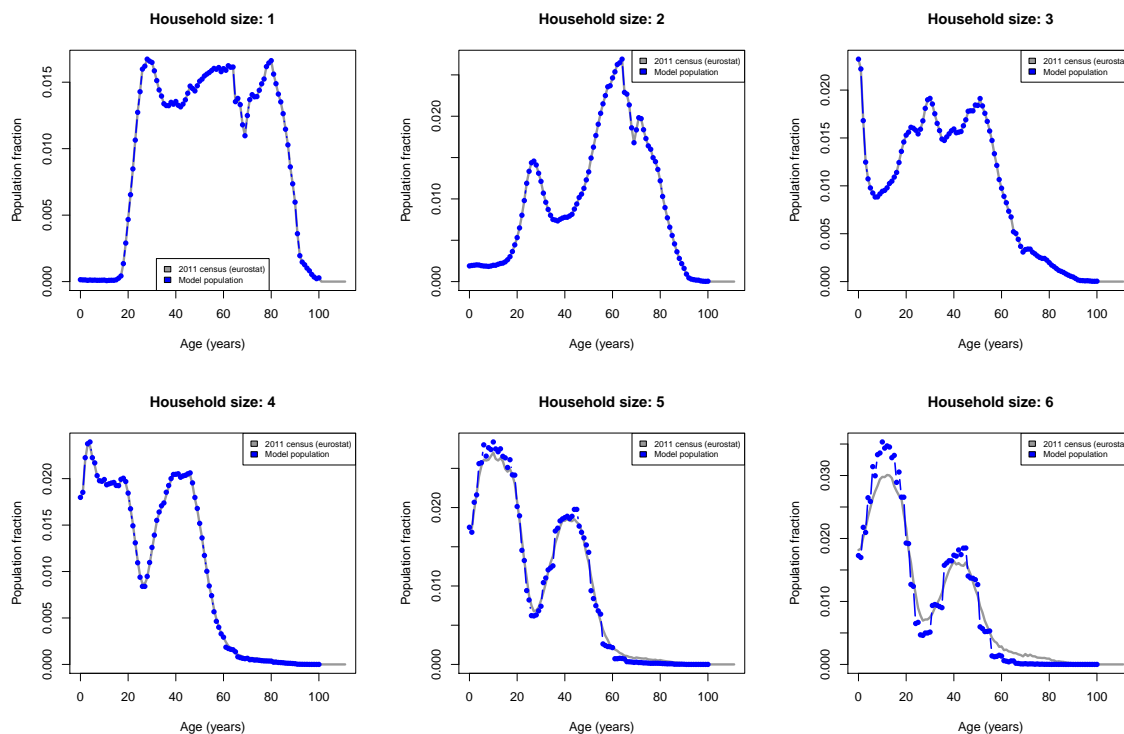 Household size: 1
Population fraction
0.015
0.010
0.005
0.000
2011 census (eurostat)
Model population
0 20 40 60 80 100
Age (years)
Household size: 2
Population fraction
0.020
0.010
0.000
2011 census (eurostat)
Model population
0 20 40 60 80 100
Age (years)
Household size: 3
Population fraction
0.020
0.015
0.010
0.005
0.000
2011 census (eurostat)
Model population
0 20 40 60 80 100
Age (years)
Household size: 4
Population fraction
0.020
0.015
0.010
0.005
0.000
2011 census (eurostat)
Model population
0 20 40 60 80 100
Age (years)
Household size: 5
Population fraction
0.020
0.010
0.000
2011 census (eurostat)
Model population
0 20 40 60 80 100
Age (years)
Household size: 6
Population fraction
0.030
0.020
0.010
0.000
2011 census (eurostat)
Model population
0 20 40 60 80 100
Age (years)